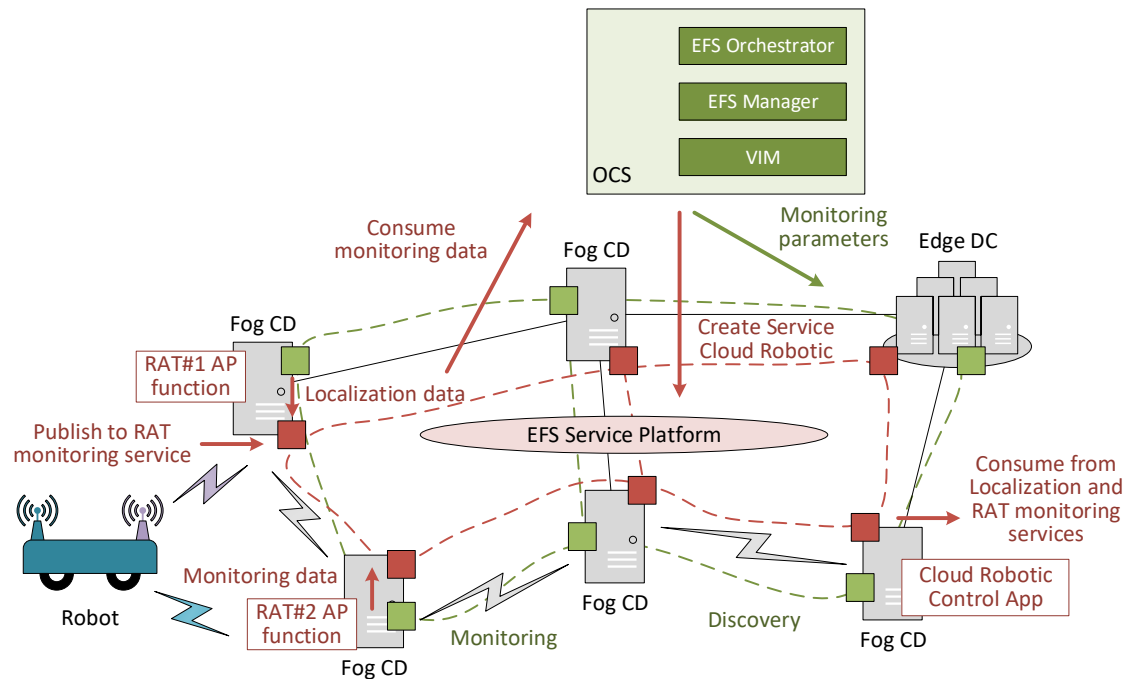 EFS Orchestrator
EFS Manager
VIM
OCS
Consume
monitoring data
Monitoring
parameters
Fog CD
Edge DC
Fog CD
RAT#1 AP
function
Localization data
Create Service
Cloud Robotic
Publish to RAT
monitoring service
EFS Service Platform
Consume from
Localization and
RAT monitoring
services
Monitoring data
RAT#2 AP
function
Robot
Fog CD
Monitoring
Fog CD
Discovery
Cloud Robotic
Control App
Fog CD